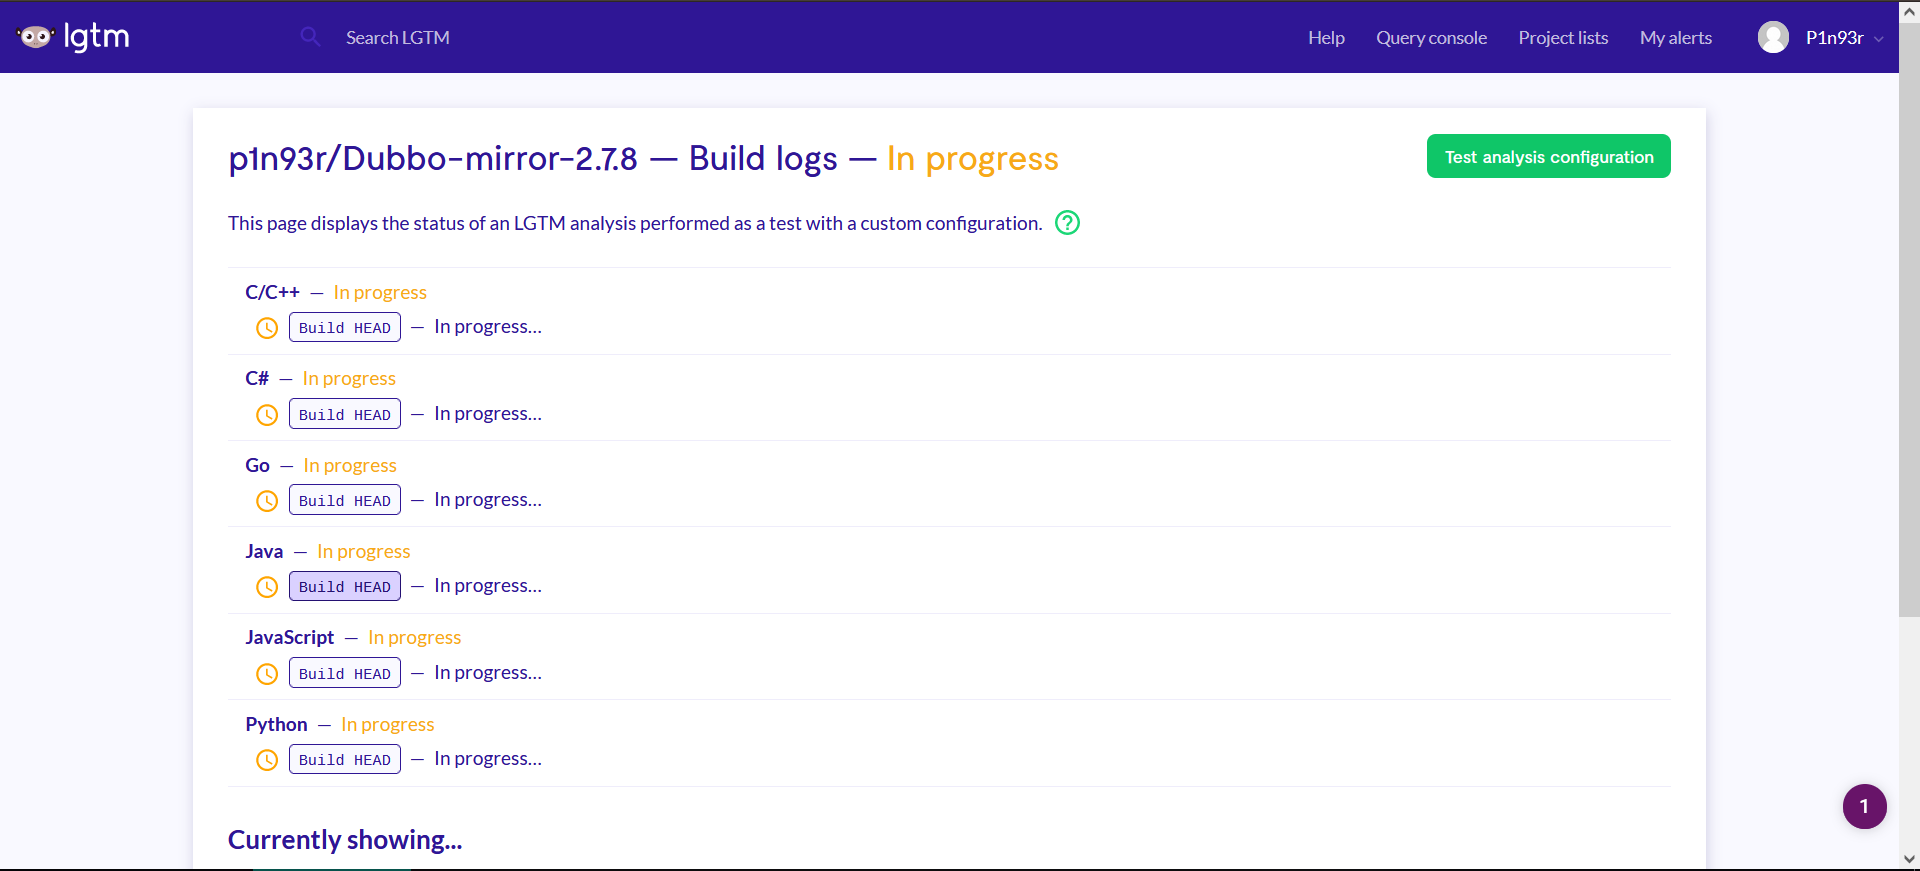 lgtm
Search LGTM
Help Query console Project lists My alerts P1n93r
p1n93r/Dubbo-mirror-2.7.8 — Build logs — In progress
Test analysis configuration
This page displays the status of an LGTM analysis performed as a test with a custom configuration. ?
C/C++ — In progress
Build HEAD — In progress...
C# — In progress
Build HEAD — In progress...
Go — In progress
Build HEAD — In progress...
Java — In progress
Build HEAD — In progress...
JavaScript — In progress
Build HEAD — In progress...
Python — In progress
Build HEAD — In progress...
1
Currently showing...